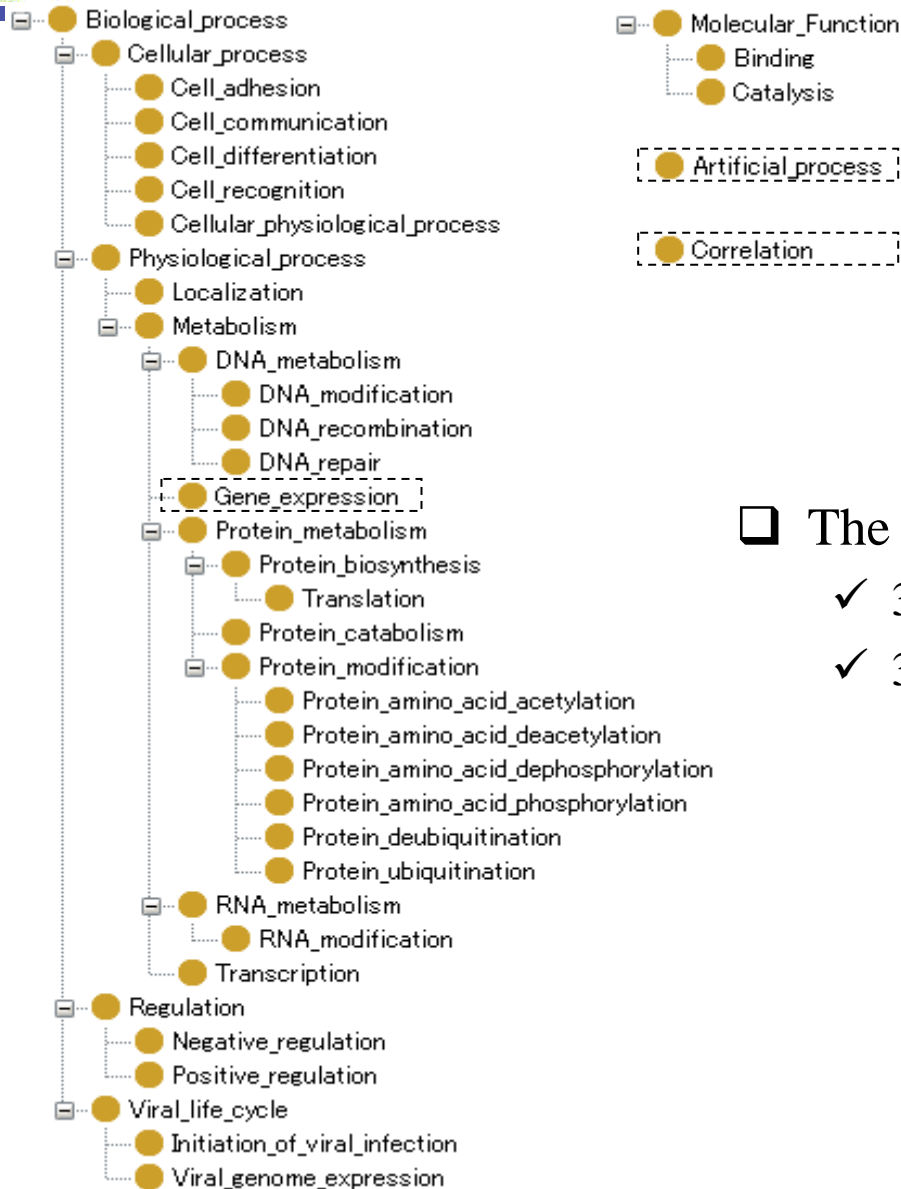 Biological_process
Cellular_process
Cell_adhesion
Cell_communication
Cell_differentiation
Cell_recognition
Cellular_physiological_process
Physiological_process
Localization
Metabolism
DNA_metabolism
DNA_modification
DNA_recombination
DNA_repair
Gene_expression
Protein_metabolism
Protein_biosynthesis
Translation
Protein_catabolism
Protein_modification
Protein_amino_acid_acetylation
Protein_amino_acid_deacetylation
Protein_amino_acid_dephosphorylation
Protein_amino_acid_phosphorylation
Protein_deubiquitination
Protein_ubiquitination
RNA_metabolism
RNA_modification
Transcription
Regulation
Negative_regulation
Positive_regulation
Viral_life_cycle
Initiation_of_viral_infection
Viral_genome_expression
Molecular_Function
Binding
Catalysis
Artificial_process
Correlation
The